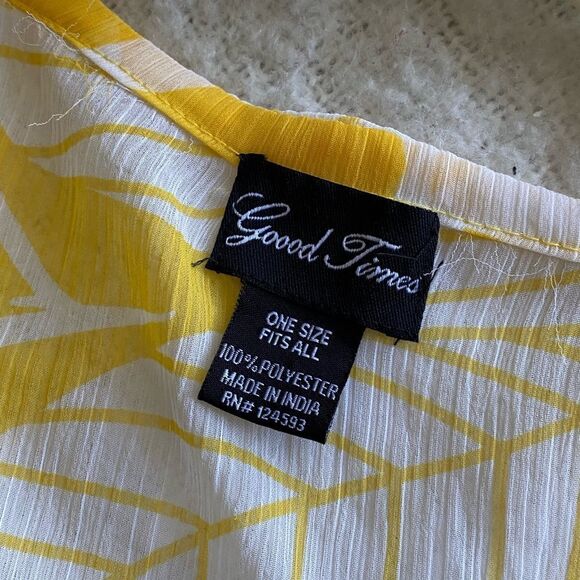 Goood Times
ONE SIZE
FITS ALL
100% POLYESTER
MADE IN INDIA
RN# 124593